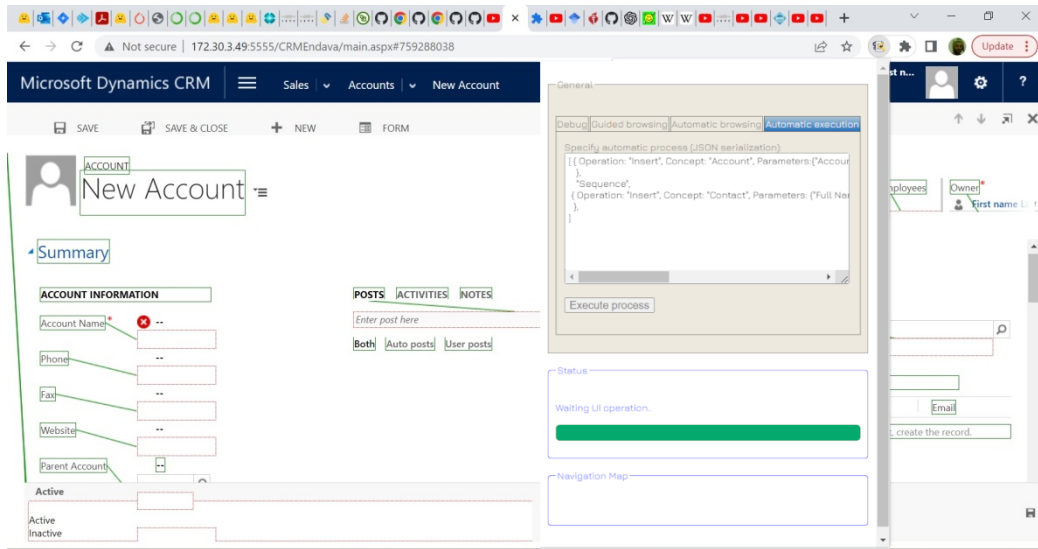 Not secure | 172.30.3.49:5555/CRMEndava/main.aspx#759288038
Update
Microsoft Dynamics CRM
Sales
Accounts
New Account
st n...
?
SAVE
SAVE & CLOSE
+ NEW
FORM
ACCOUNT
New Account
Summary
ACCOUNT INFORMATION
Account Name*
--
Phone
--
Fax
--
Website
--
Parent Account
--
Active
Active
Inactive
POSTS ACTIVITIES NOTES
Enter post here
Both Auto posts User posts
General
Debug Guided browsing Automatic browsing Automatic execution
Specify automatic process (JSON serialization):
[{ Operation: "Insert", Concept: "Account", Parameters:{"Accour
},
"Sequence",
{ Operation: "Insert", Concept: "Contact", Parameters: {"Full Nar
},
]
Execute process
Status
Waiting UI operation..
Navigation Map
nployees
Owner*
First name
Email
, create the record.